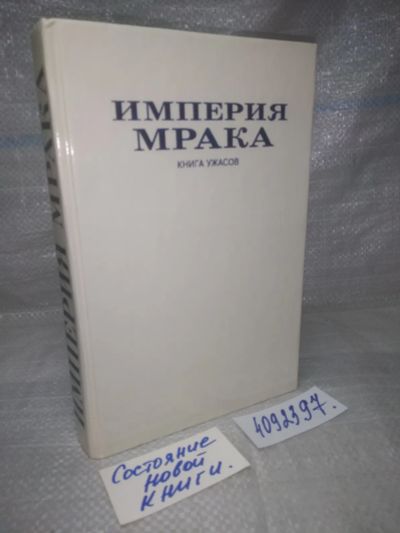 ИМПЕРИЯ
МРАКА
КНИГА УЖАСОВ
ИМПЕРИЯ МРАКА
4092397.
Состояние
новой
книги.